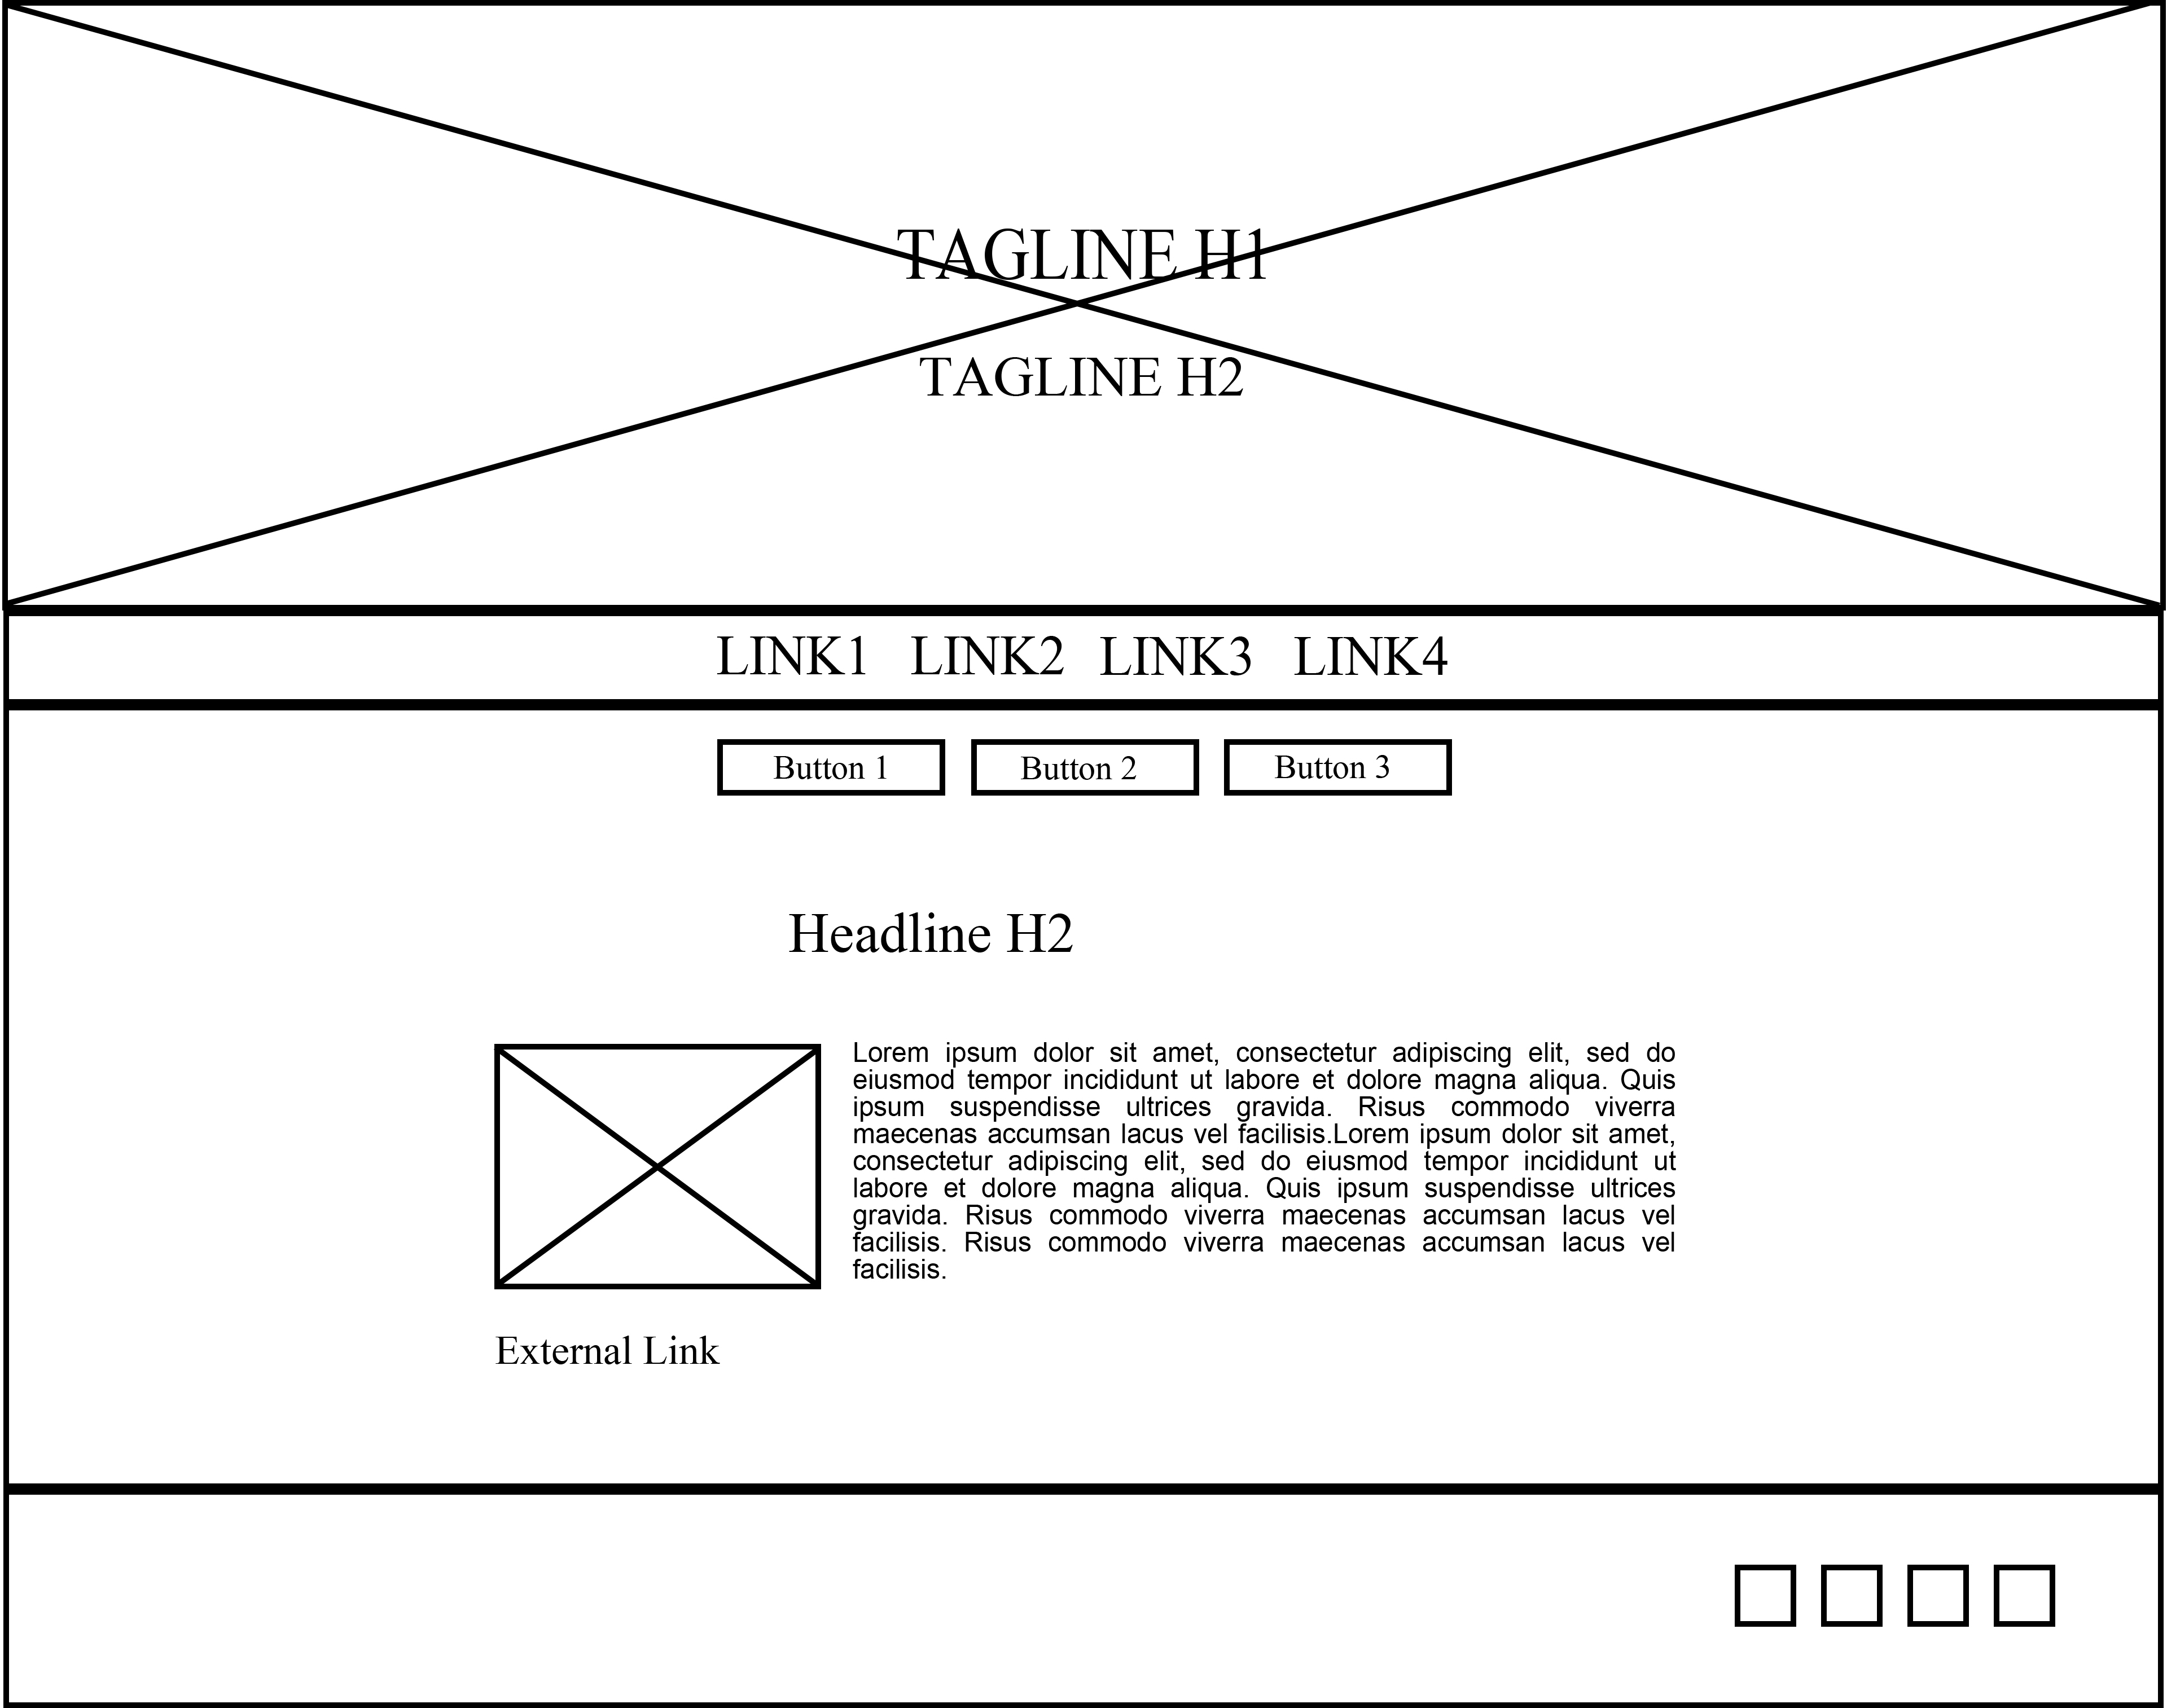 TAGLINE H1
TAGLINE H2
LINK1 LINK2 LINK3 LINK4
Button 1 Button 2 Button 3
Headline H2
Lorem ipsum dolor sit amet, consectetur adipiscing elit, sed do
eiusmod tempor incididunt ut labore et dolore magna aliqua. Quis
ipsum suspendisse ultrices gravida. Risus commodo viverra
maecenas accumsan lacus vel facilisis.Lorem ipsum dolor sit amet,
consectetur adipiscing elit, sed do eiusmod tempor incididunt ut
labore et dolore magna aliqua. Quis ipsum suspendisse ultrices
gravida. Risus commodo viverra maecenas accumsan lacus vel
facilisis. Risus commodo viverra maecenas accumsan lacus vel
facilisis.
External Link